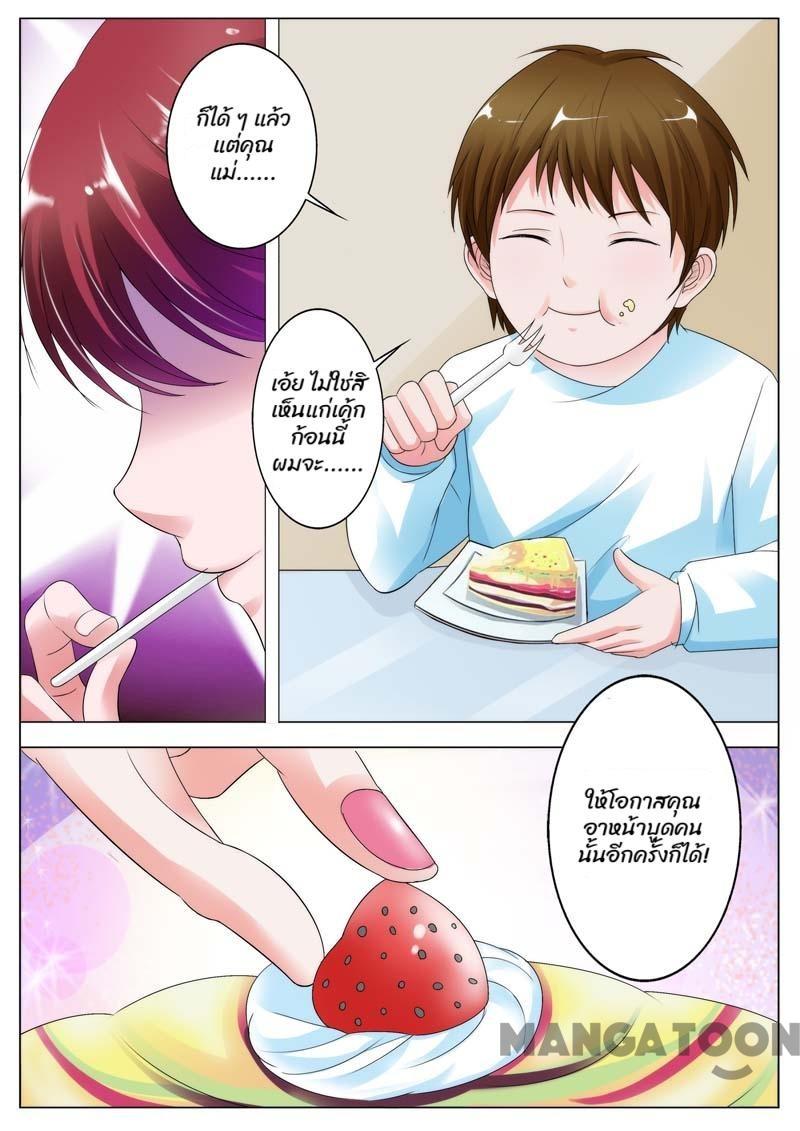 ก็ได้ ๆ แล้ว
แต่คุณ
แม่......
เอ้ย ไม่ใช่สิ
เห็นแก่เค้ก
ก้อนนี้
ผมจะ......
ให้โอกาสคุณ
อาหน้าบูดคน
นั้นอีกครั้งก็ได้!
MANGATOON